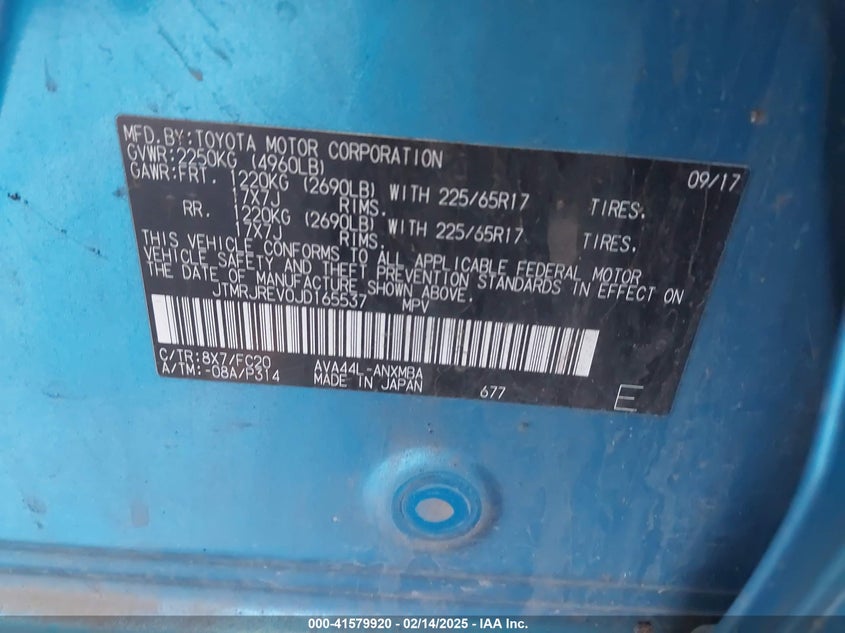 MFD.BY:TOYOTA MOTOR CORPORATION 09/17
GVWR:2250KG (4960LB)
GAWR:FRT. 1220KG (2690LB) WITH 225/65R17 TIRES.
17X7J RIMS.
RR. 1220KG (2690LB) WITH 225/65R17 TIRES.
17X7J RIMS.
THIS VEHICLE CONFORMS TO ALL APPLICABLE FEDERAL MOTOR
VEHICLE SAFETY AND THEFT PREVENTION STANDARDS IN EFFECT ON
THE DATE OF MANUFACTURE SHOWN ABOVE.
JTMRJREV0JD165537 MPV
C/TR:8X7/FC20 AVA44L-ANXMBA
A/TM:-08A/P314 MADE IN JAPAN 677 E
000-41579920 / 02/14/2025 / IAA Inc.